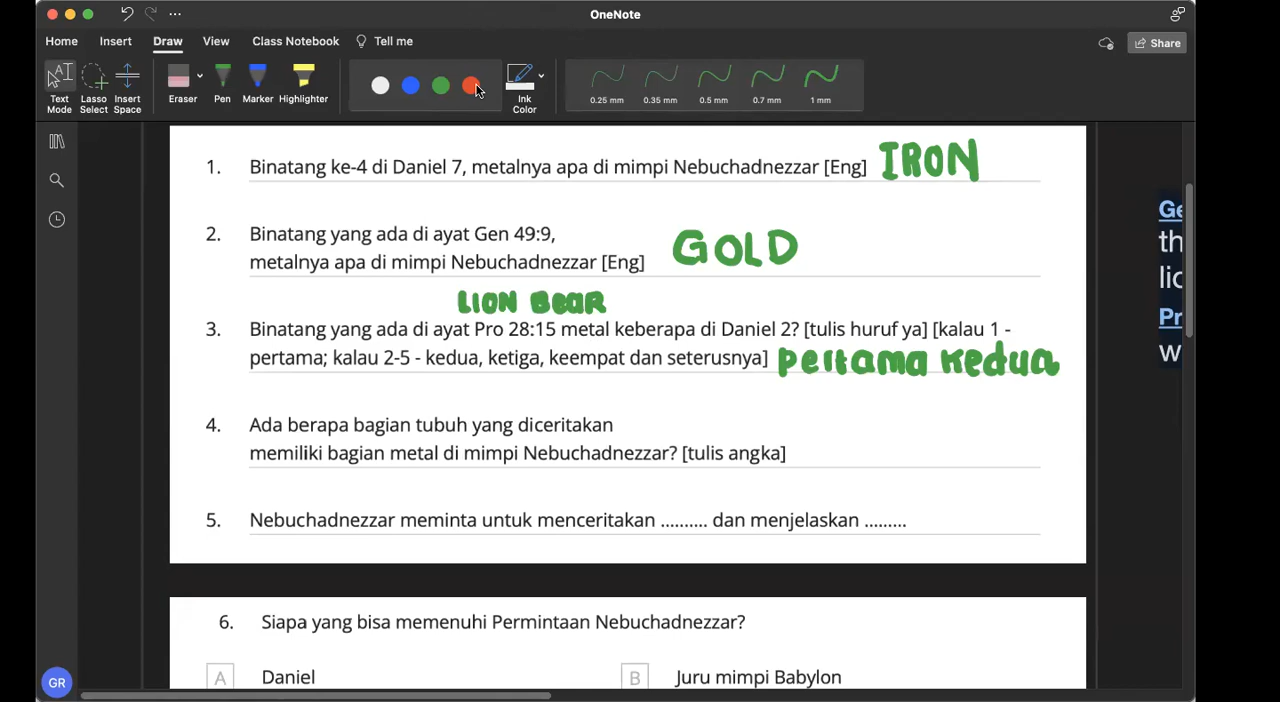 OneNote
Home Insert Draw View Class Notebook Tell me
Share
Text Mode
Lasso Select
Insert Space
Eraser
Pen
Marker
Highlighter
Ink Color
0.25 mm 0.35 mm 0.5 mm 0.7 mm 1 mm
1. Binatang ke-4 di Daniel 7, metalnya apa di mimpi Nebuchadnezzar [Eng] IRON
2. Binatang yang ada di ayat Gen 49:9,
metalnya apa di mimpi Nebuchadnezzar [Eng] GOLD
LION BEAR
3. Binatang yang ada di ayat Pro 28:15 metal keberapa di Daniel 2? [tulis huruf ya] [kalau 1 -
pertama; kalau 2-5 - kedua, ketiga, keempat dan seterusnya] pertama kedua
4. Ada berapa bagian tubuh yang diceritakan
memiliki bagian metal di mimpi Nebuchadnezzar? [tulis angka]
5. Nebuchadnezzar meminta untuk menceritakan .......... dan menjelaskan .........
6. Siapa yang bisa memenuhi Permintaan Nebuchadnezzar?
A Daniel B Juru mimpi Babylon
Ge
th
lic
Pr
w
GR